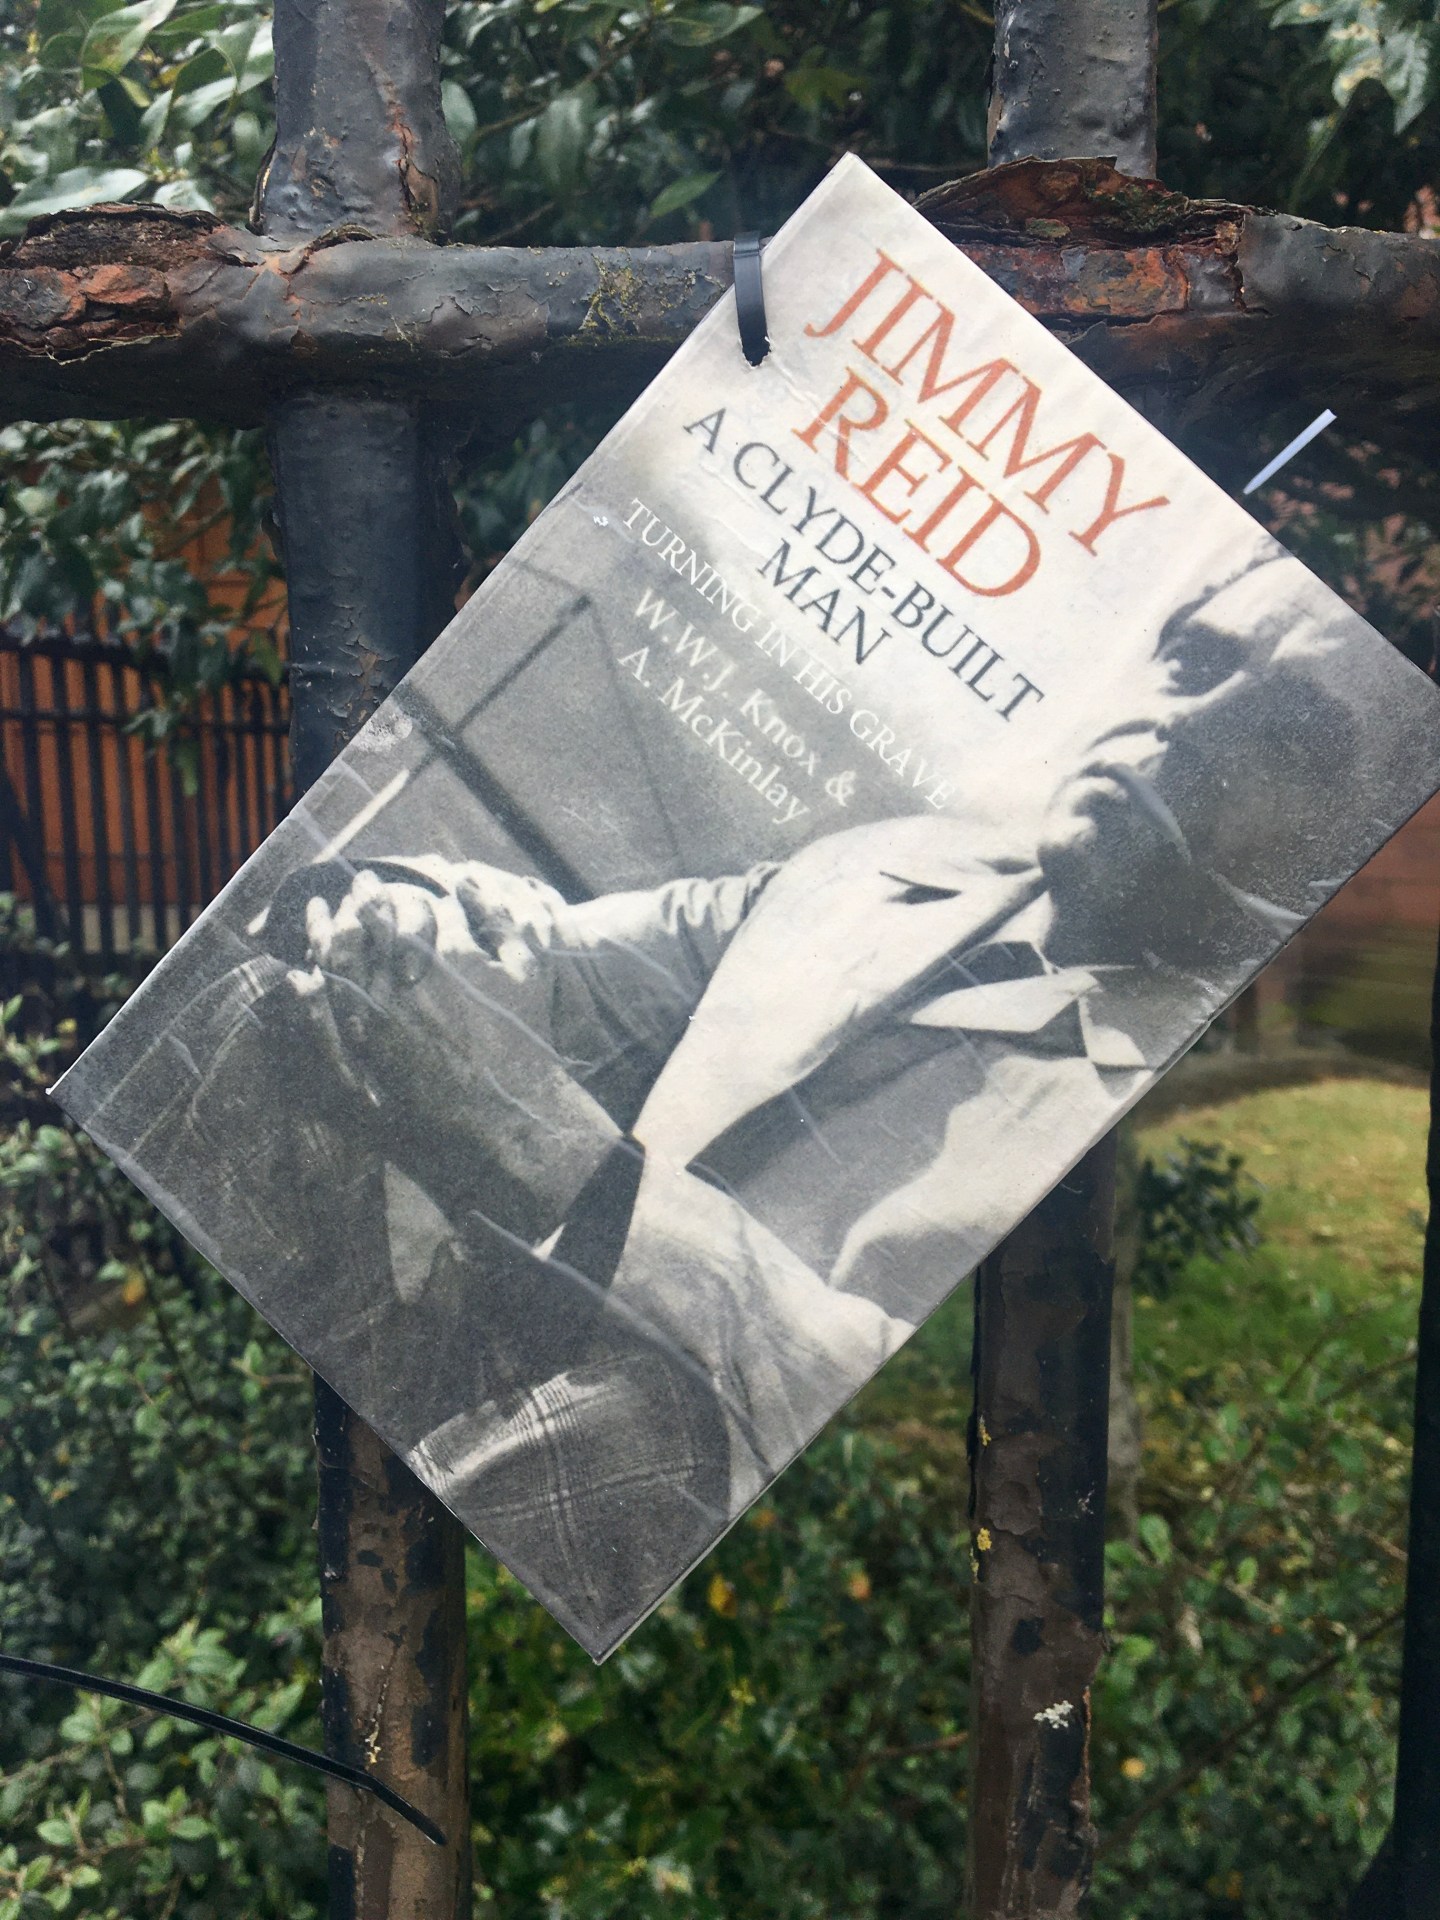 JIMMY
REID
A CLYDE-BUILT
MAN
TURNING IN HIS GRAVE
W.W.J. Knox &
A. McKinlay